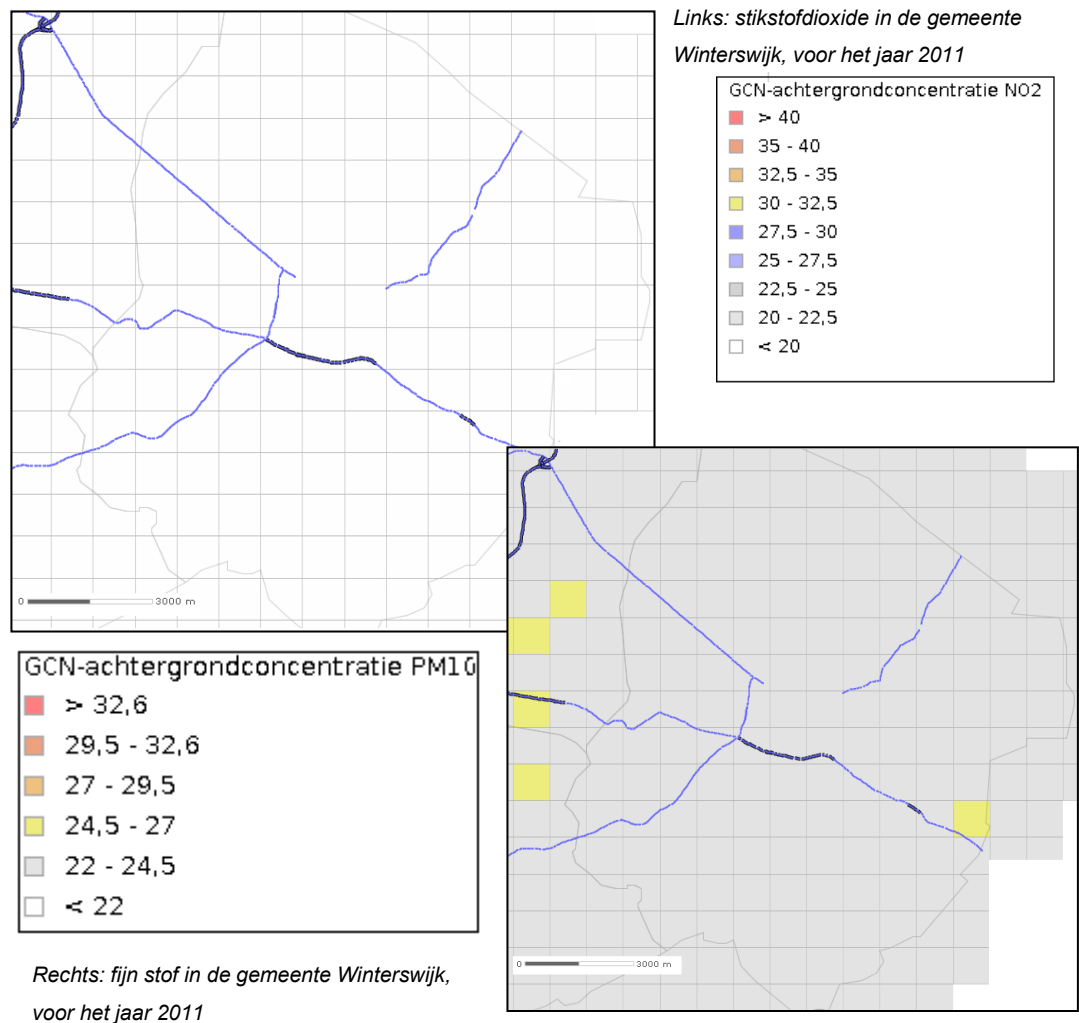 Links: stikstofdioxide in de gemeente
Winterswijk, voor het jaar 2011
GCN-achtergrondconcentratie NO2
> 40
35 - 40
32,5 - 35
30 - 32,5
27,5 - 30
25 - 27,5
22,5 - 25
20 - 22,5
< 20
0 3000 m
GCN-achtergrondconcentratie PM10
> 32,6
29,5 - 32,6
27 - 29,5
24,5 - 27
22 - 24,5
< 22
0 3000 m
Rechts: fijn stof in de gemeente Winterswijk,
voor het jaar 2011